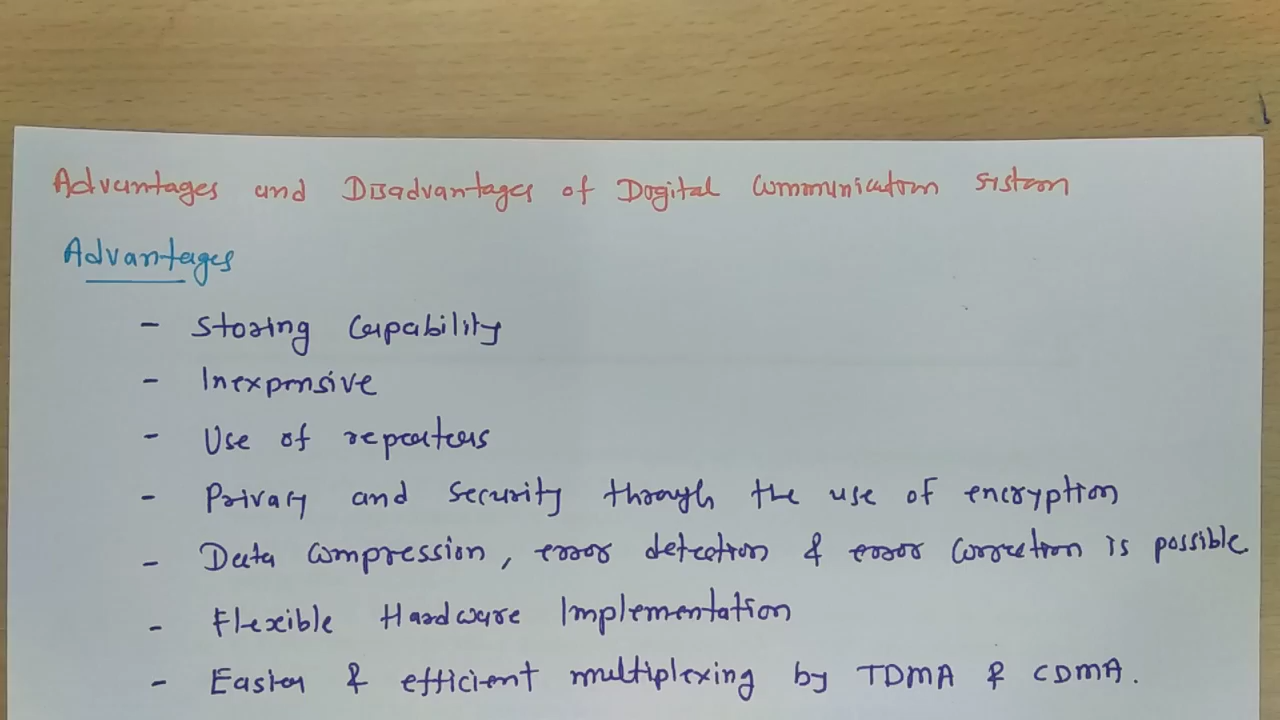 Advantages and Disadvantages of Digital Communication sistem
Advantages
- Storing Capability
- Inexpensive
- Use of repeaters
- Privacy and security through the use of encryption
- Data compression, error detection & error correction is possible
- Flexible Hardware Implementation
- Easier & efficient multiplexing by TDMA & CDMA.